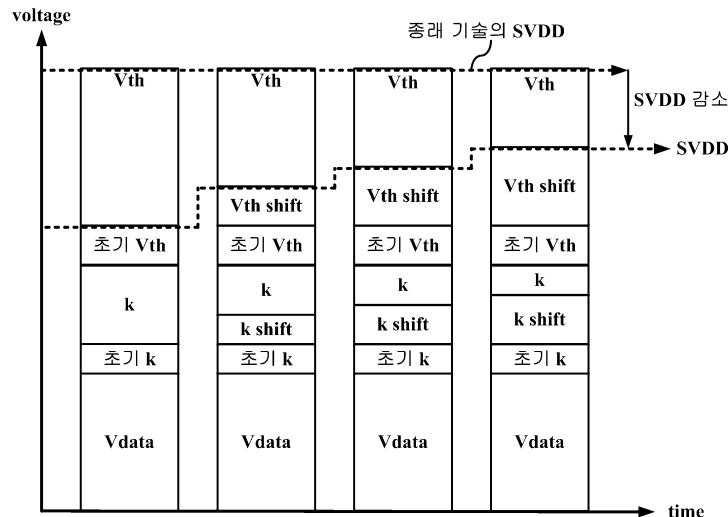 voltage
종래 기술의 SVDD
Vth
Vth
Vth
Vth
SVDD 감소
SVDD
Vth shift
Vth shift
Vth shift
초기 Vth
초기 Vth
초기 Vth
초기 Vth
k
k
k
k
k shift
k shift
k shift
초기 k
초기 k
초기 k
초기 k
Vdata
Vdata
Vdata
Vdata
time